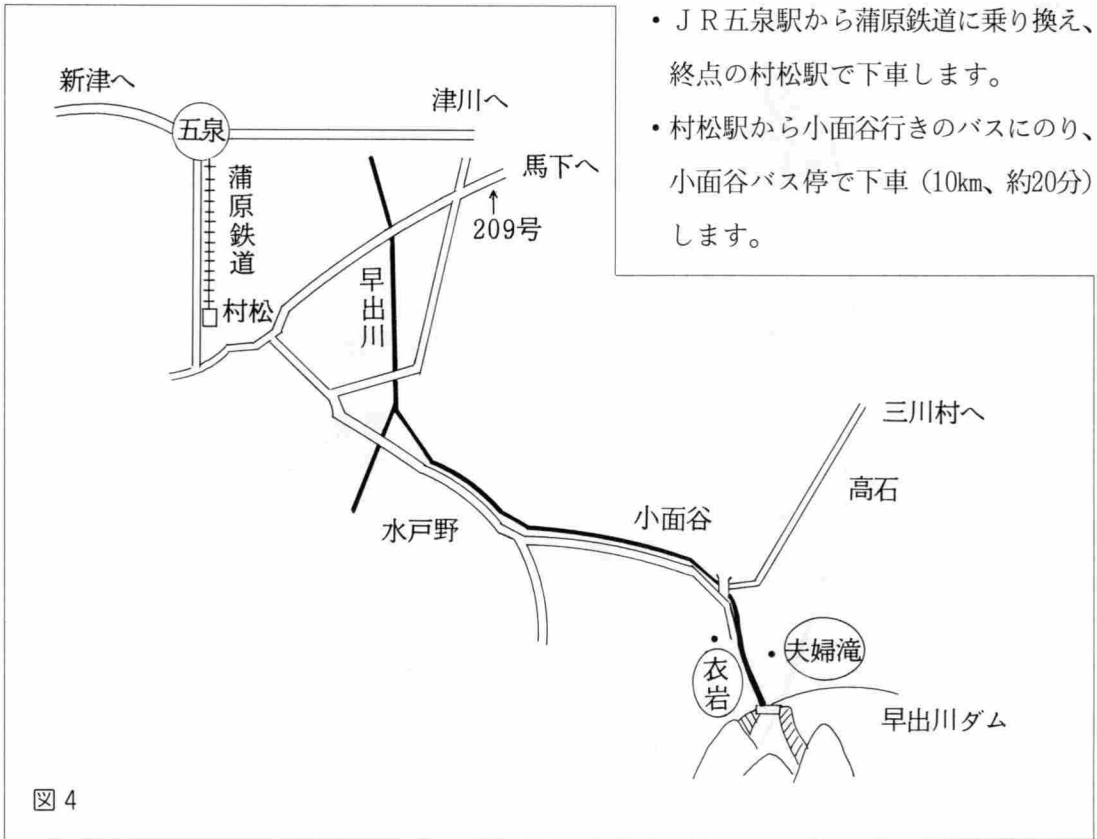 ・ＪＲ五泉駅から蒲原鉄道に乗り換え、
終点の村松駅で下車します。
・村松駅から小面谷行きのバスにのり、
小面谷バス停で下車（10km、約20分）
します。
新津へ
五泉
津川へ
馬下へ
209号
蒲原鉄道
村松
早出川
三川村へ
高石
小面谷
水戸野
夫婦滝
衣岩
早出川ダム
図4